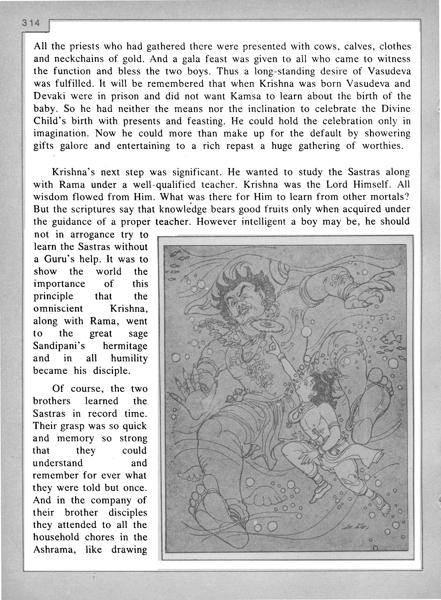 314
All the priests who had gathered there were presented with cows, calves, clothes
and neckchains of gold. And a gala feast was given to all who came to witness
the function and bless the two boys. Thus a long-standing desire of Vasudeva
was fulfilled. It will be remembered that when Krishna was born Vasudeva and
Devaki were in prison and did not want Kamsa to learn about the birth of the
baby. So he had neither the means nor the inclination to celebrate the Divine
Child's birth with presents and feasting. He could hold the celebration only in
imagination. Now he could more than make up for the default by showering
gifts galore and entertaining to a rich repast a huge gathering of worthies.
Krishna's next step was significant. He wanted to study the Sastras along
with Rama under a well-qualified teacher. Krishna was the Lord Himself. All
wisdom flowed from Him. What was there for Him to learn from other mortals?
But the scriptures say that knowledge bears good fruits only when acquired under
the guidance of a proper teacher. However intelligent a boy may be, he should
not in arrogance try to
learn the Sastras without
a Guru's help. It was to
show the world the
importance of this
principle that the
omniscient Krishna,
along with Rama, went
to the great sage
Sandipani's hermitage
and in all humility
became his disciple.
Of course, the two
brothers learned the
Sastras in record time.
Their grasp was so quick
and memory so strong
that they could
understand and
remember for ever what
they were told but once.
And in the company of
their brother disciples
they attended to all the
household chores in the
Ashrama, like drawing